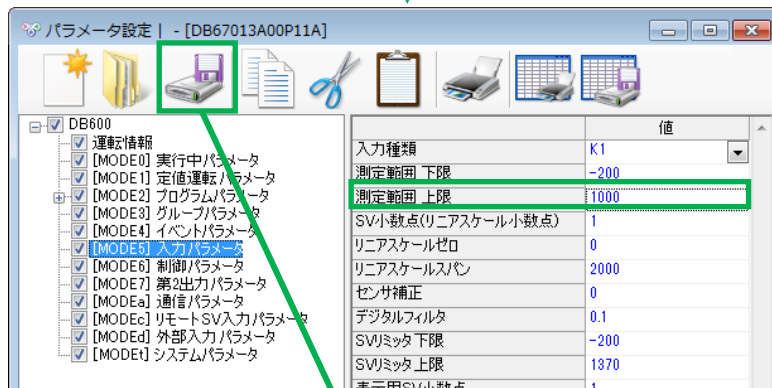 パラメータ設定 | - [DB67013A00P11A]
DB600
運転情報
[MODE0] 実行中パラメータ
[MODE1] 定値運転パラメータ
[MODE2] プログラムパラメータ
[MODE3] グループパラメータ
[MODE4] イベントパラメータ
[MODE5] 入力パラメータ
[MODE6] 制御パラメータ
[MODE7] 第2出力パラメータ
[MODEa] 通信パラメータ
[MODEc] リモートSV入力パラメータ
[MODEd] 外部入力パラメータ
[MODEt] システムパラメータ
値
入力種類 K1
測定範囲 下限 -200
測定範囲 上限 1000
SV小数点(リニアスケール小数点) 1
リニアスケールゼロ 0
リニアスケールスパン 2000
センサ補正 0
デジタルフィルタ 0.1
SVリミッタ 下限 -200
SVリミッタ 上限 1370
表示用SV小数点 1